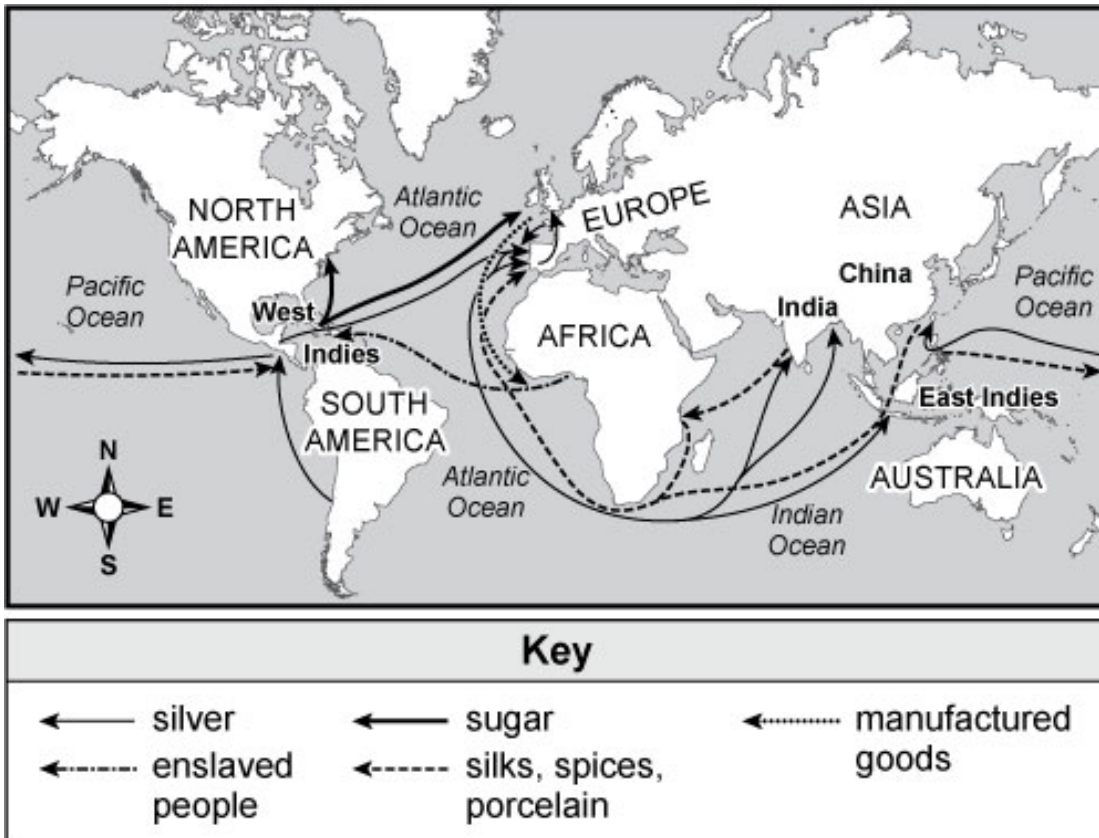 NORTH
AMERICA
Atlantic
Ocean
EUROPE
ASIA
China
Pacific
Ocean
Pacific
Ocean
West
Indies
India
AFRICA
East Indies
SOUTH
AMERICA
Atlantic
Ocean
Indian
Ocean
AUSTRALIA
N
W
E
S
Key
silver
sugar
manufactured
goods
enslaved
people
silks, spices,
porcelain